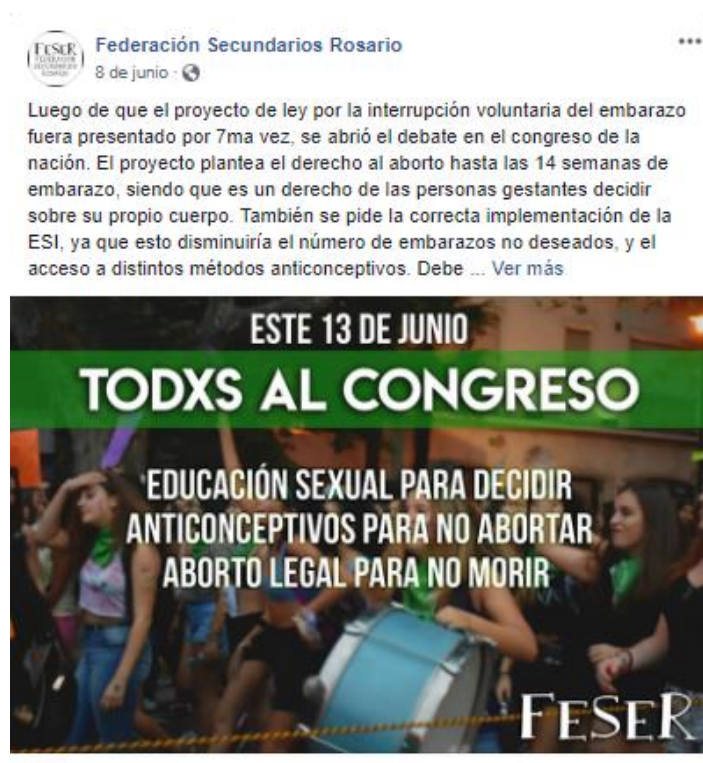 Federación Secundarios Rosario
8 de junio ·
Luego de que el proyecto de ley por la interrupción voluntaria del embarazo
fuera presentado por 7ma vez, se abrió el debate en el congreso de la
nación. El proyecto plantea el derecho al aborto hasta las 14 semanas de
embarazo, siendo que es un derecho de las personas gestantes decidir
sobre su propio cuerpo. También se pide la correcta implementación de la
ESI, ya que esto disminuiría el número de embarazos no deseados, y el
acceso a distintos métodos anticonceptivos. Debe ... Ver más
ESTE 13 DE JUNIO
TODXS AL CONGRESO
EDUCACIÓN SEXUAL PARA DECIDIR
ANTICONCEPTIVOS PARA NO ABORTAR
ABORTO LEGAL PARA NO MORIR
FESER